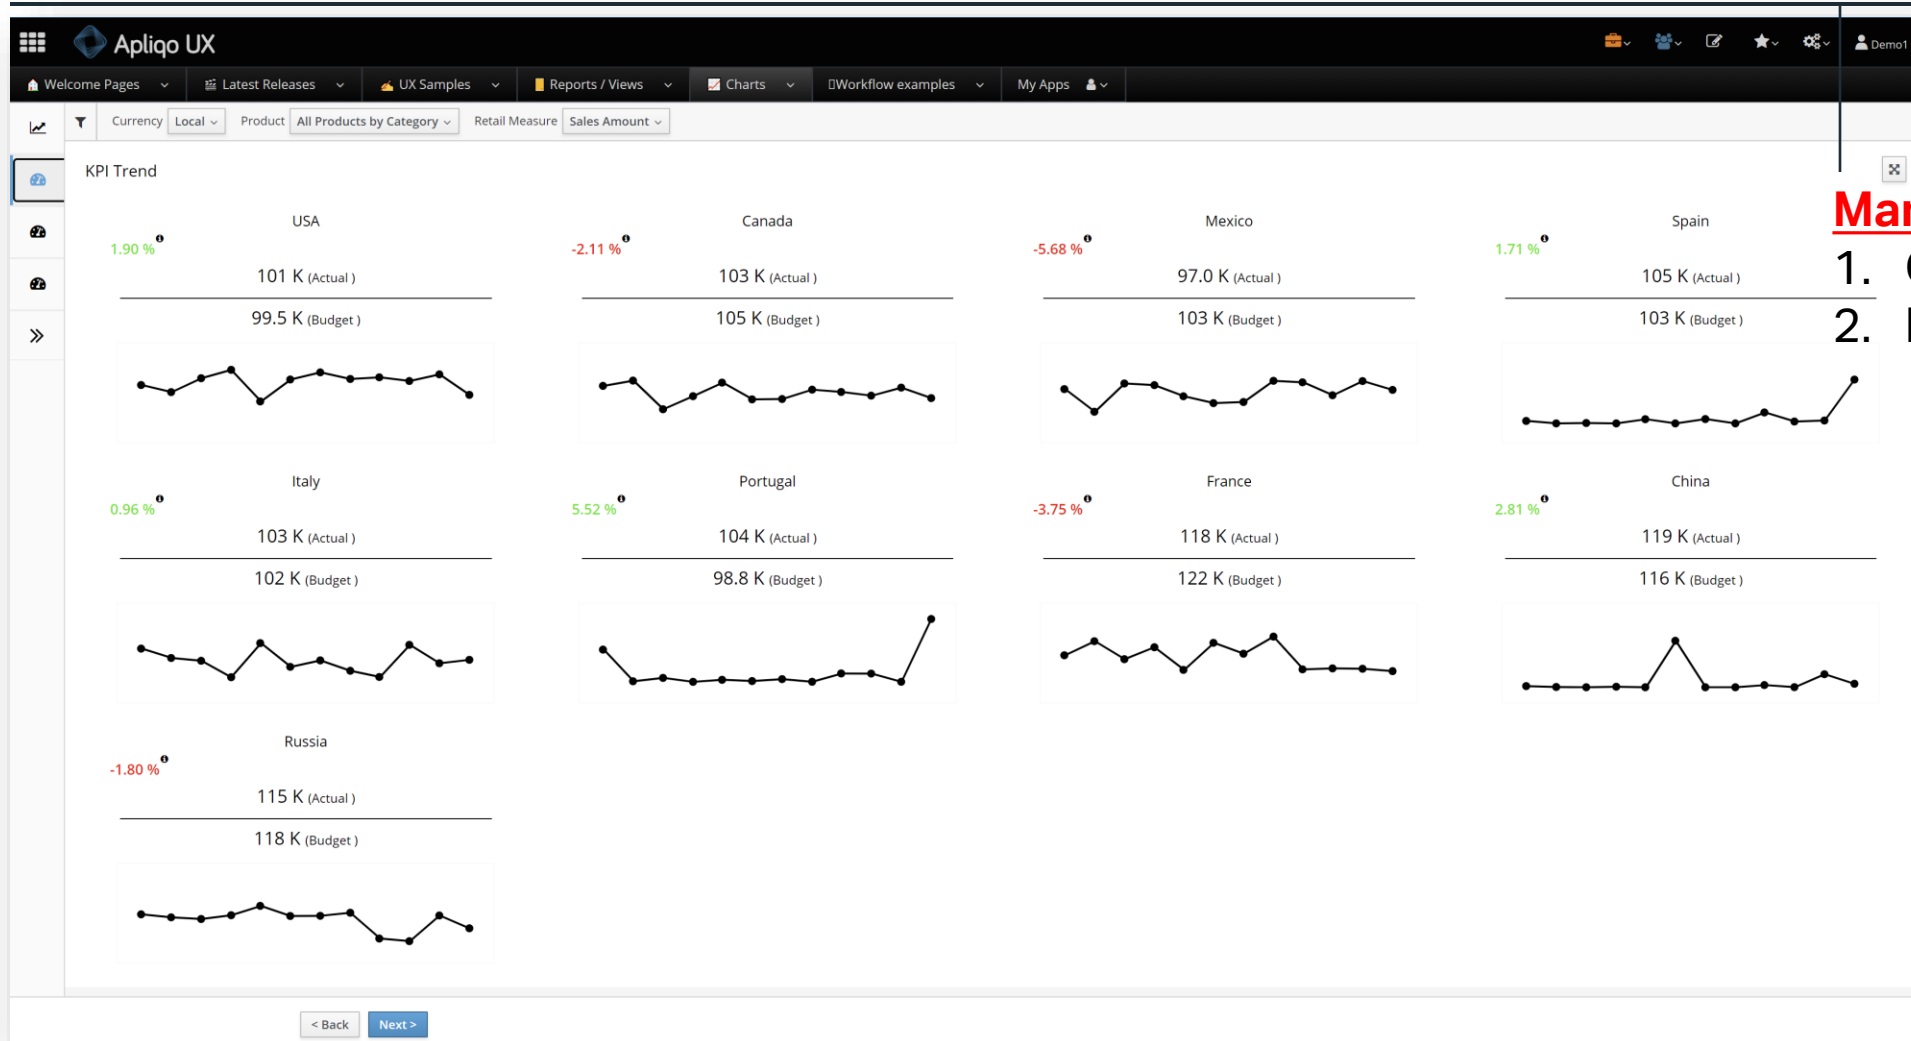 Apliqo UX
Demo1
Welcome Pages Latest Releases UX Samples Reports / Views Charts Workflow examples My Apps
Currency Local Product All Products by Category Retail Measure Sales Amount
KPI Trend
USA
1.90 %
101 K (Actual )
99.5 K (Budget )
Canada
-2.11 %
103 K (Actual )
105 K (Budget )
Mexico
-5.68 %
97.0 K (Actual )
103 K (Budget )
Spain
1.71 %
105 K (Actual )
103 K (Budget )
1.
2.
Italy
0.96 %
103 K (Actual )
102 K (Budget )
Portugal
5.52 %
104 K (Actual )
98.8 K (Budget )
France
-3.75 %
118 K (Actual )
122 K (Budget )
China
2.81 %
119 K (Actual )
116 K (Budget )
Russia
-1.80 %
115 K (Actual )
118 K (Budget )
< Back Next >